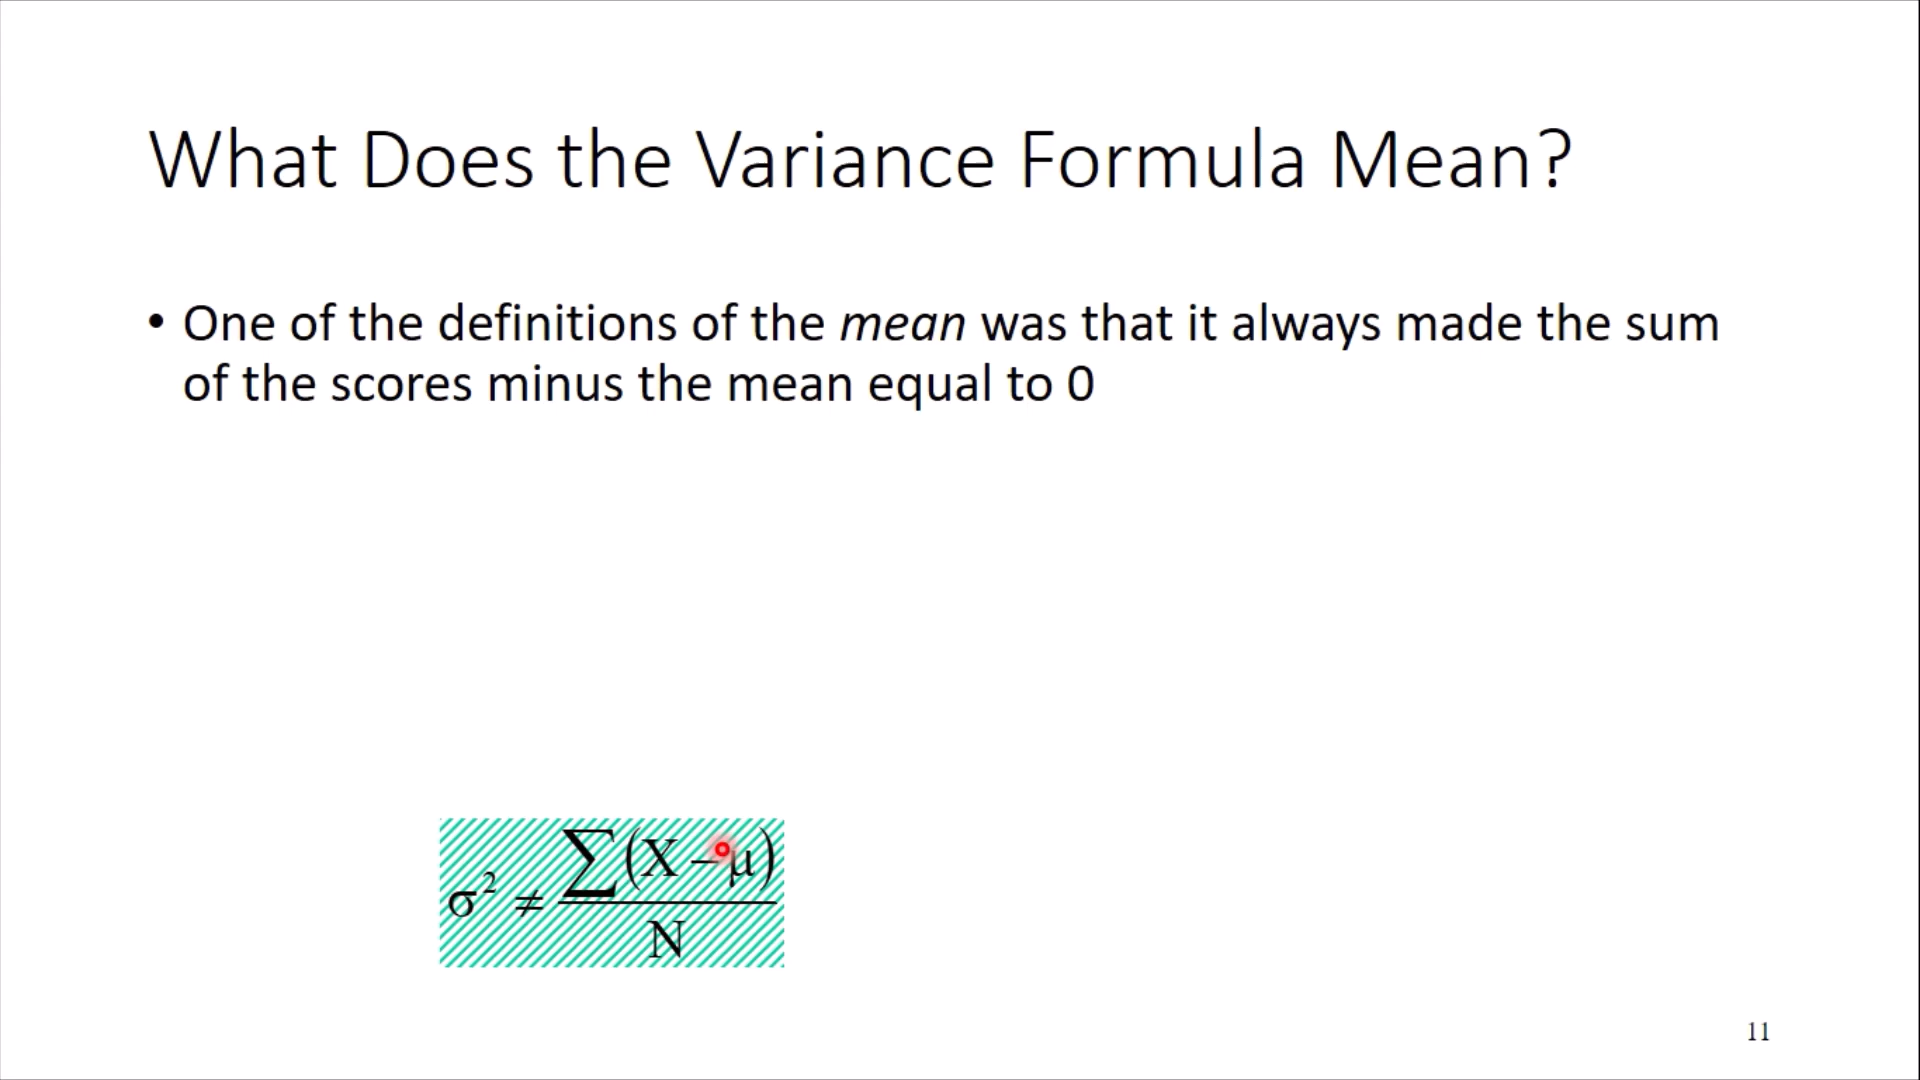 What Does the Variance Formula Mean?
• One of the definitions of the mean was that it always made the sum
of the scores minus the mean equal to 0
σ² ≠ ∑(X − μ) / N
11